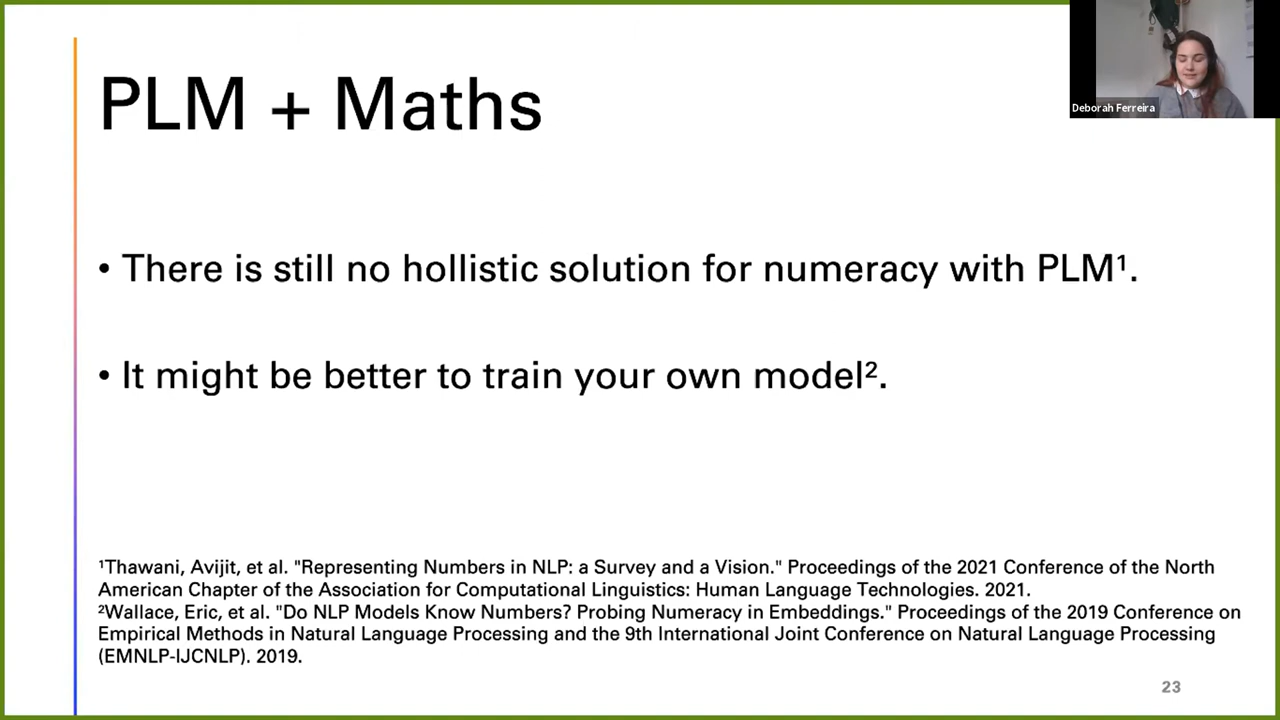 PLM + Maths
Deborah Ferreira
• There is still no hollistic solution for numeracy with PLM¹.
• It might be better to train your own model².
¹Thawani, Avijit, et al. "Representing Numbers in NLP: a Survey and a Vision." Proceedings of the 2021 Conference of the North
American Chapter of the Association for Computational Linguistics: Human Language Technologies. 2021.
²Wallace, Eric, et al. "Do NLP Models Know Numbers? Probing Numeracy in Embeddings." Proceedings of the 2019 Conference on
Empirical Methods in Natural Language Processing and the 9th International Joint Conference on Natural Language Processing
(EMNLP-IJCNLP). 2019.
23